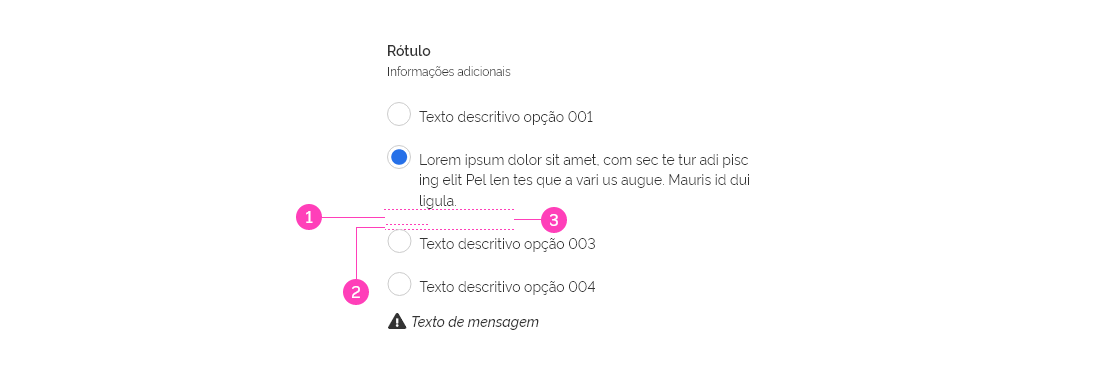 Rótulo
Informações adicionais
Texto descritivo opção 001
Lorem ipsum dolor sit amet, com sec te tur adi pisc
ing elit Pel len tes que a vari us augue. Mauris id dui
ligula.
1
3
Texto descritivo opção 003
2
Texto descritivo opção 004
Texto de mensagem